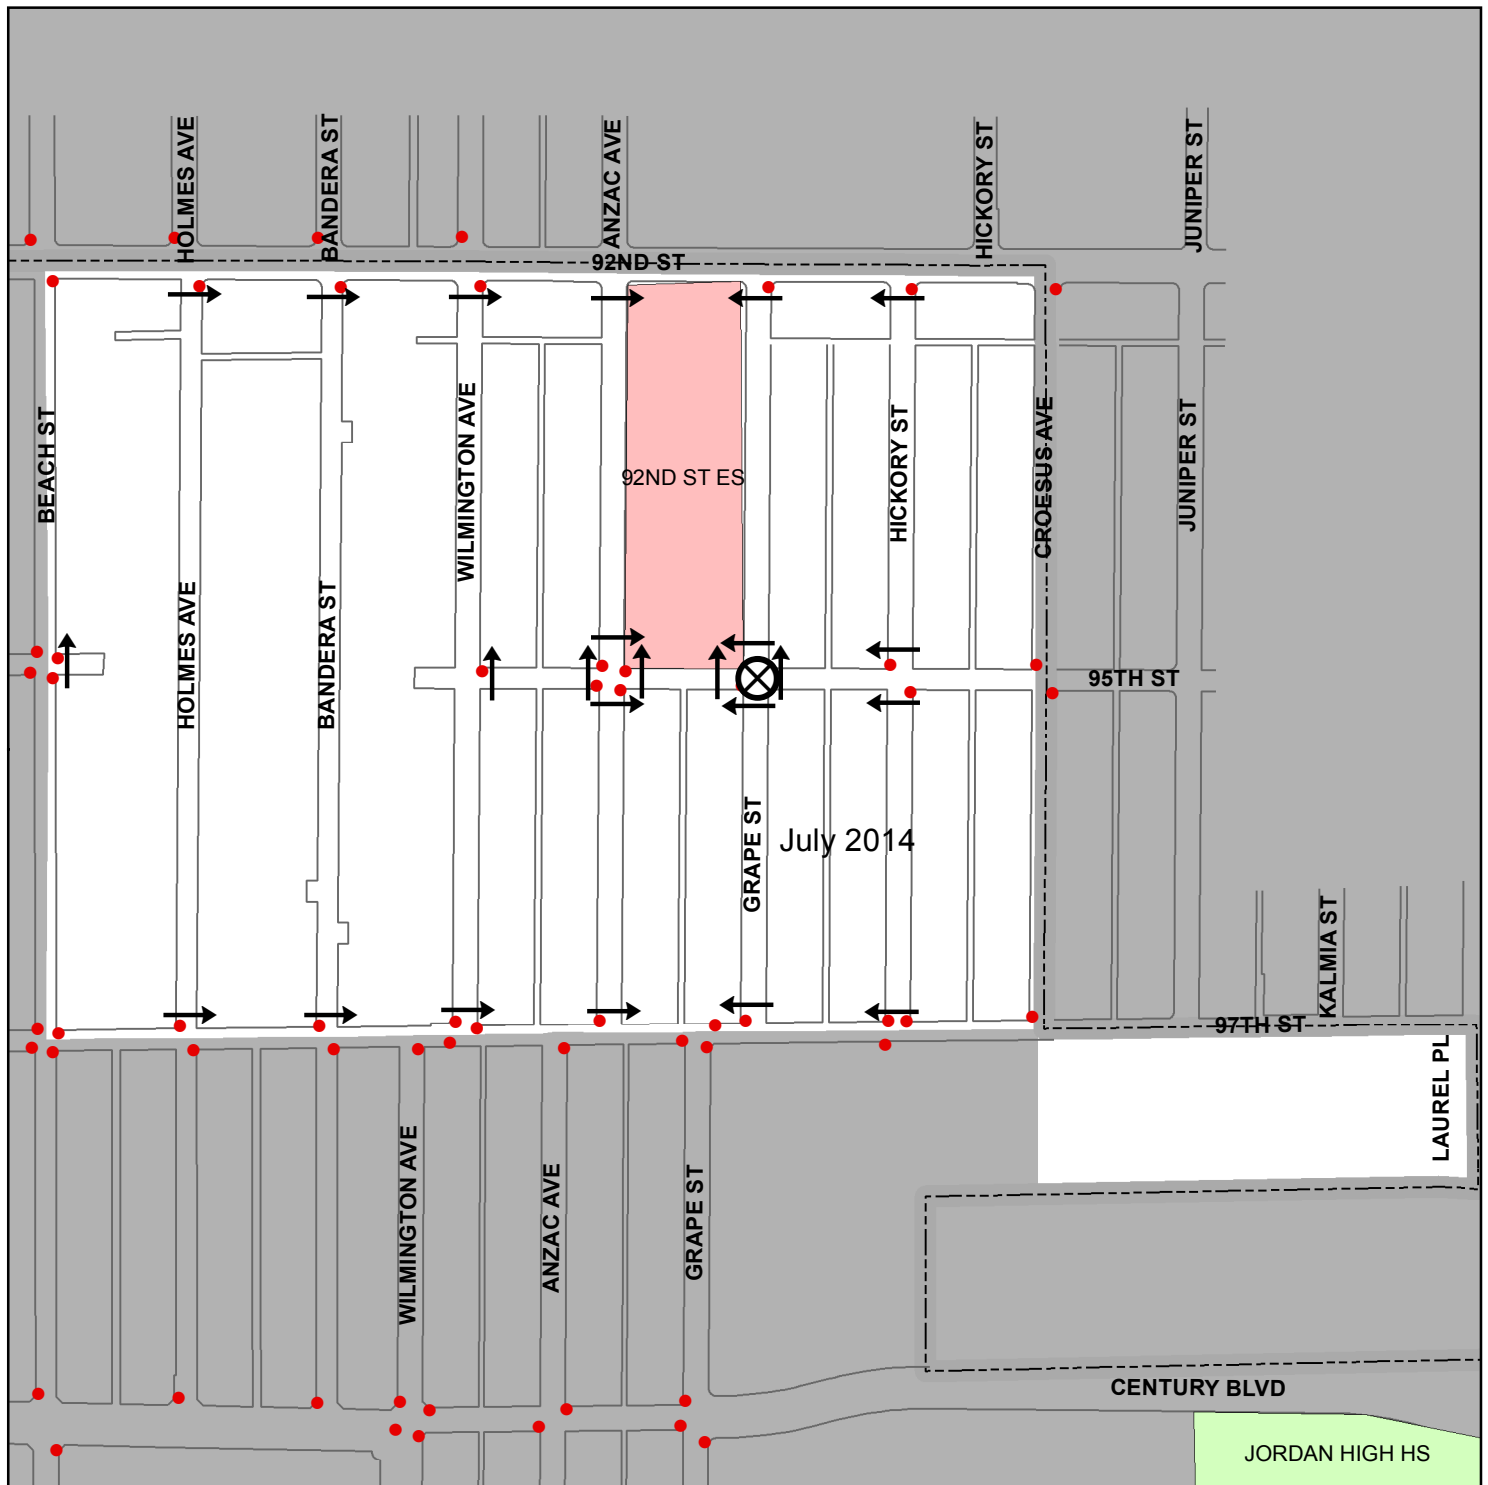 HOLMES AVE
BANDERA ST
ANZAC AVE
HICKORY ST
JUNIPER ST
92ND ST
BEACH ST
WILMINGTON AVE
92ND ST ES
HICKORY ST
CROESUS AVE
JUNIPER ST
HOLMES AVE
BANDERA ST
95TH ST
GRAPE ST
July 2014
KALMIA ST
97TH ST
LAUREL PL
WILMINGTON AVE
ANZAC AVE
GRAPE ST
CENTURY BLVD
JORDAN HIGH HS